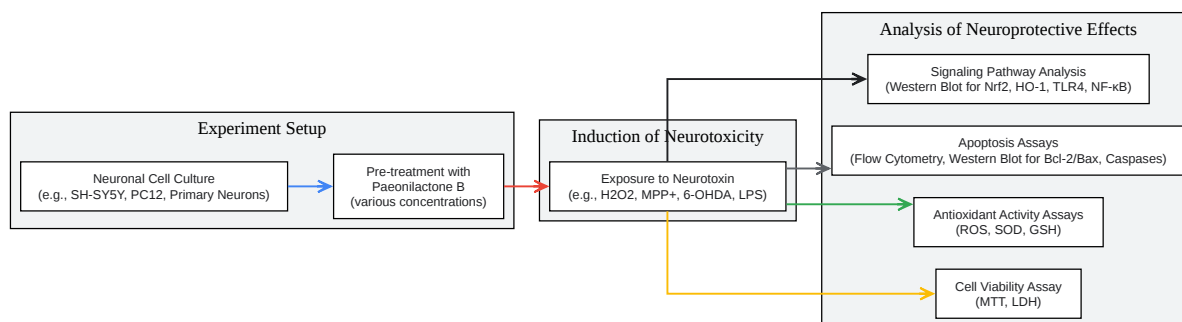 Experiment Setup
Neuronal Cell Culture
(e.g., SH-SY5Y, PC12, Primary Neurons)
Pre-treatment with
Paeonilactone B
(various concentrations)
Induction of Neurotoxicity
Exposure to Neurotoxin
(e.g., H2O2, MPP+, 6-OHDA, LPS)
Analysis of Neuroprotective Effects
Signaling Pathway Analysis
(Western Blot for Nrf2, HO-1, TLR4, NF-κB)
Apoptosis Assays
(Flow Cytometry, Western Blot for Bcl-2/Bax, Caspases)
Antioxidant Activity Assays
(ROS, SOD, GSH)
Cell Viability Assay
(MTT, LDH)